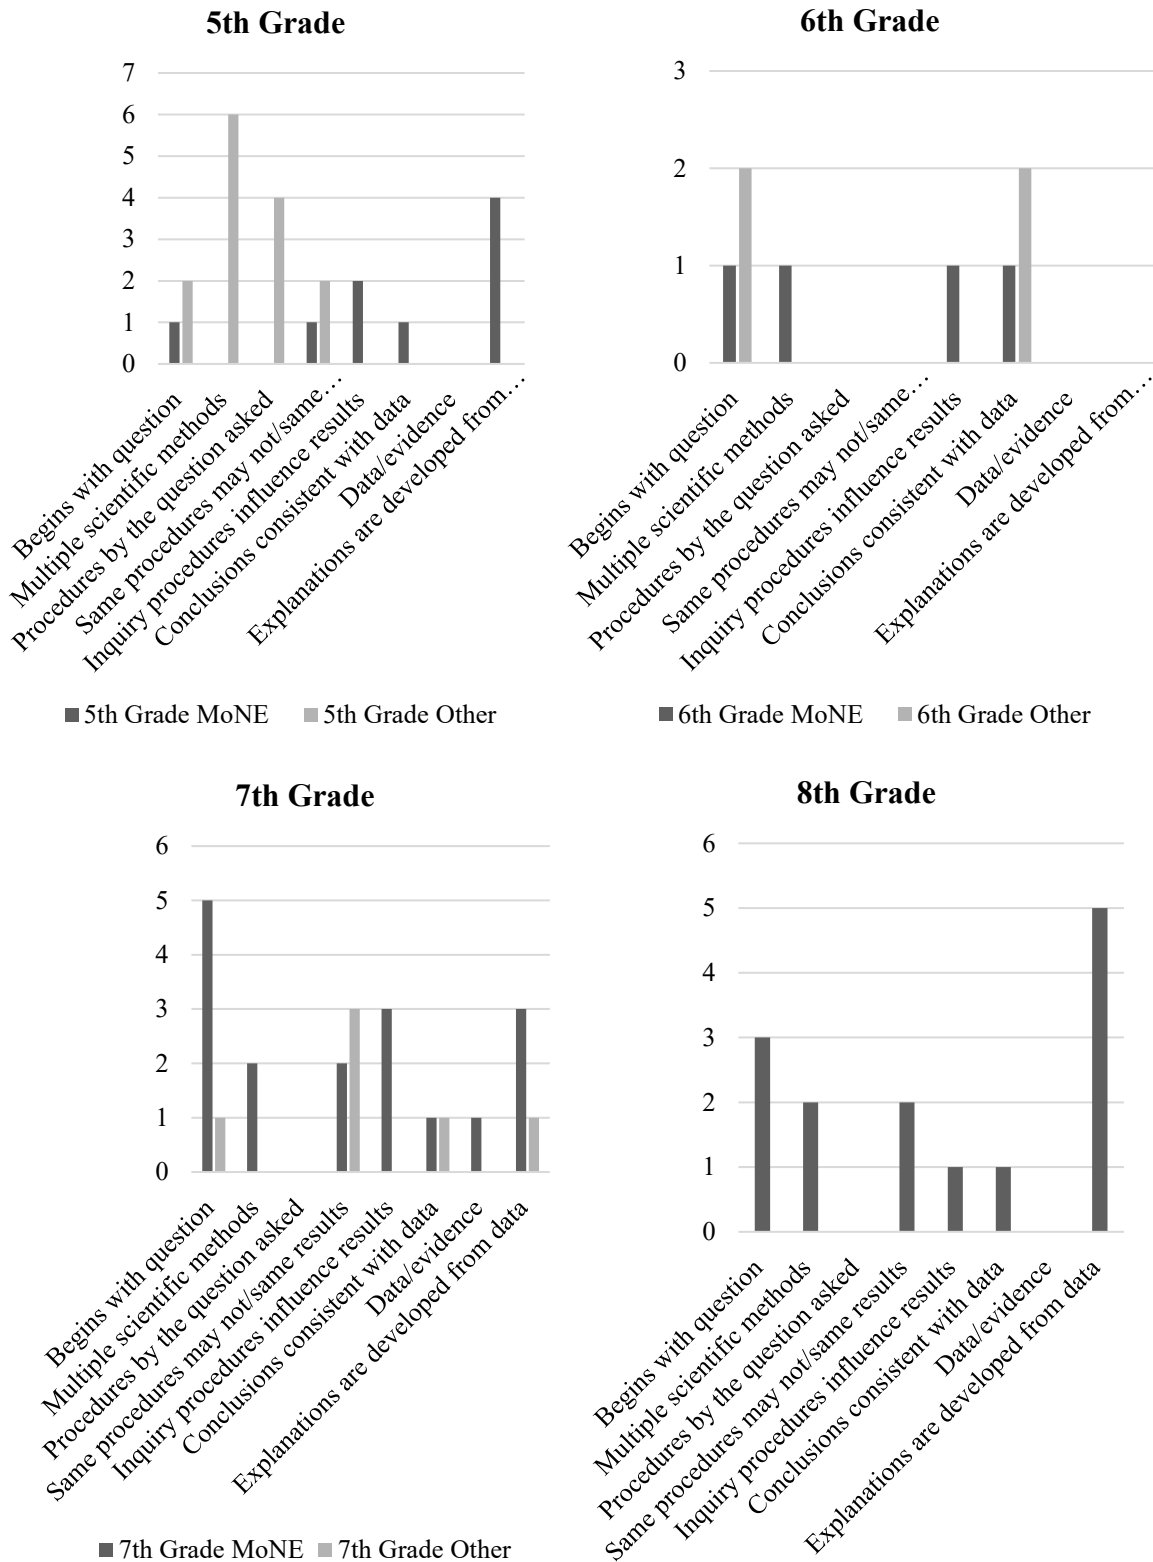 5th Grade
7
6
5
4
3
2
1
0
Begins with question
Multiple scientific methods
Procedures by the question asked
Same procedures may not/same…
Inquiry procedures influence results
Conclusions consistent with data
Data/evidence
Explanations are developed from…
5th Grade MoNE
5th Grade Other
6th Grade
3
2
1
0
Begins with question
Multiple scientific methods
Procedures by the question asked
Same procedures may not/same…
Inquiry procedures influence results
Conclusions consistent with data
Data/evidence
Explanations are developed from…
6th Grade MoNE
6th Grade Other
7th Grade
6
5
4
3
2
1
0
Begins with question
Multiple scientific methods
Procedures by the question asked
Same procedures may not/same results
Inquiry procedures influence results
Conclusions consistent with data
Data/evidence
Explanations are developed from data
7th Grade MoNE
7th Grade Other
8th Grade
6
5
4
3
2
1
0
Begins with question
Multiple scientific methods
Procedures by the question asked
Same procedures may not/same results
Inquiry procedures influence results
Conclusions consistent with data
Data/evidence
Explanations are developed from data